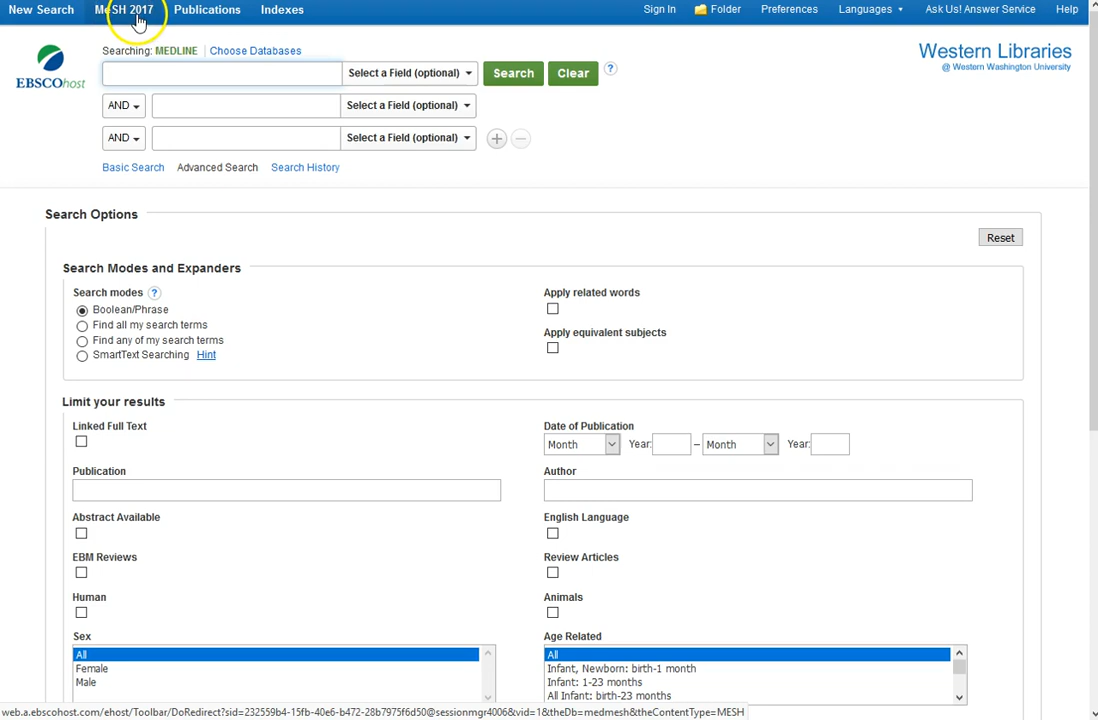 New Search MeSH 2017 Publications Indexes Sign In Folder Preferences Languages Ask Us! Answer Service Help
Searching: MEDLINE Choose Databases
EBSCOhost
Western Libraries
@ Western Washington University
Select a Field (optional) Search Clear ?
AND Select a Field (optional)
AND Select a Field (optional) + −
Basic Search Advanced Search Search History
Search Options
Reset
Search Modes and Expanders
Search modes ? Apply related words
Boolean/Phrase
Find all my search terms
Apply equivalent subjects
Find any of my search terms
SmartText Searching Hint
Limit your results
Linked Full Text Date of Publication
Month Year: – Month Year:
Publication Author
Abstract Available English Language
EBM Reviews Review Articles
Human Animals
Sex Age Related
All All
Female Infant, Newborn: birth-1 month
Male Infant: 1-23 months
All Infant: birth-23 months
web.a.ebscohost.com/ehost/Toolbar/DoRedirect?sid=232559b4-15fb-40e6-b472-28b7975f6d50@sessionmgr4006&vid=1&theDb=medmesh&theContentType=MESH